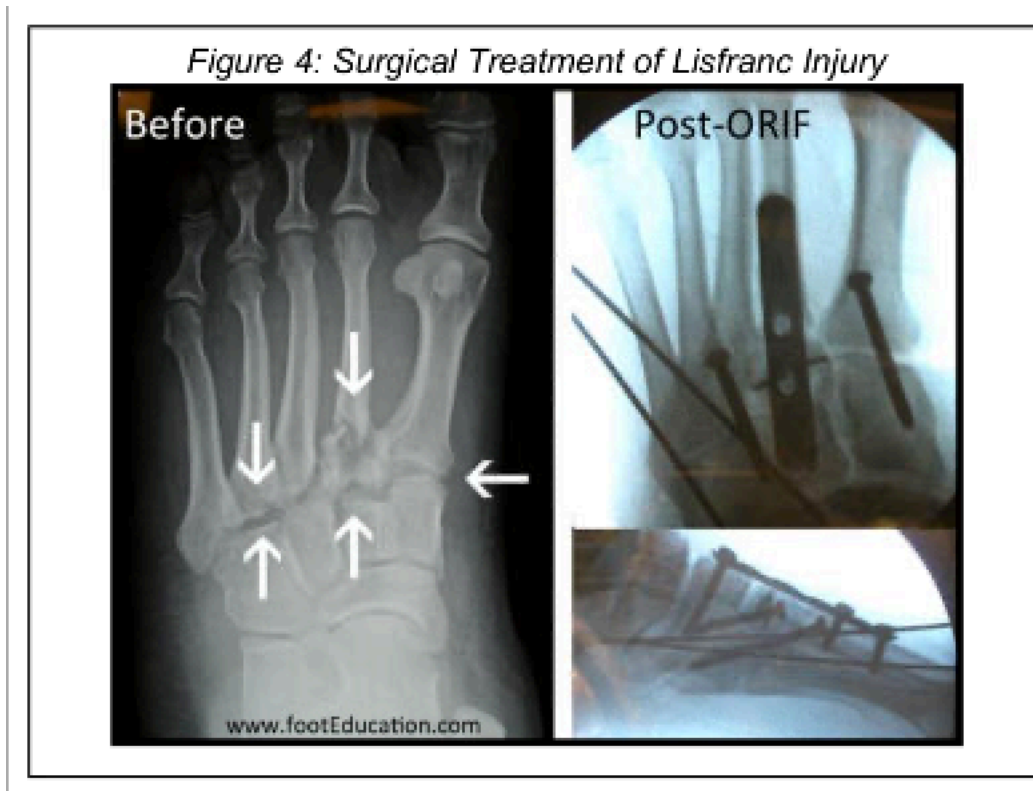 Figure 4: Surgical Treatment of Lisfranc Injury
Before
Post-ORIF
www.footEducation.com